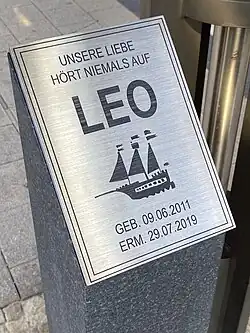 UNSERE LIEBE
HÖRT NIEMALS AUF
LEO
GEB. 09.06.2011
ERM. 29.07.2019